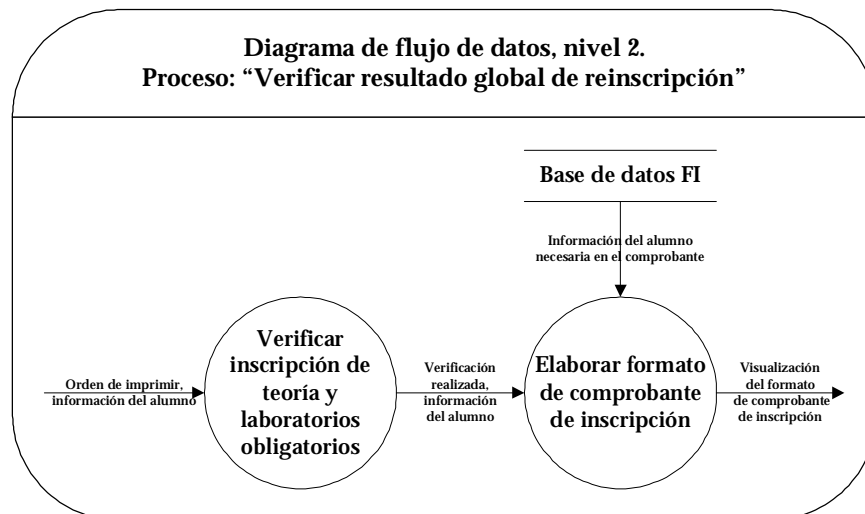 Diagrama de flujo de datos, nivel 2.
Proceso: “Verificar resultado global de reinscripción”
Base de datos FI
Información del alumno
necesaria en el comprobante
Orden de imprimir,
información del alumno
Verificar
inscripción de
teoría y
laboratorios
obligatorios
Verificación
realizada,
información
del alumno
Elaborar formato
de comprobante
de inscripción
Visualización
del formato
de comprobante
de inscripción